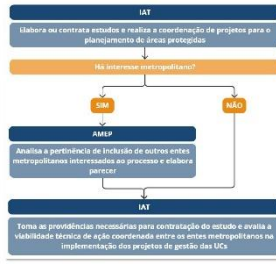 IAT
Elabora ou contrata estudos e realiza a coordenação de projetos para o
planejamento de áreas protegidas
Há interesse metropolitano?
SIM
NÃO
AMEP
Analisa a pertinência de inclusão de outros entes
metropolitanos interessados ao processo e elabora
parecer
IAT
Toma as providências necessárias para contratação do estudo e avalia a
viabilidade técnica de ação coordenada entre os entes metropolitanos na
implementação dos projetos de gestão das UCs